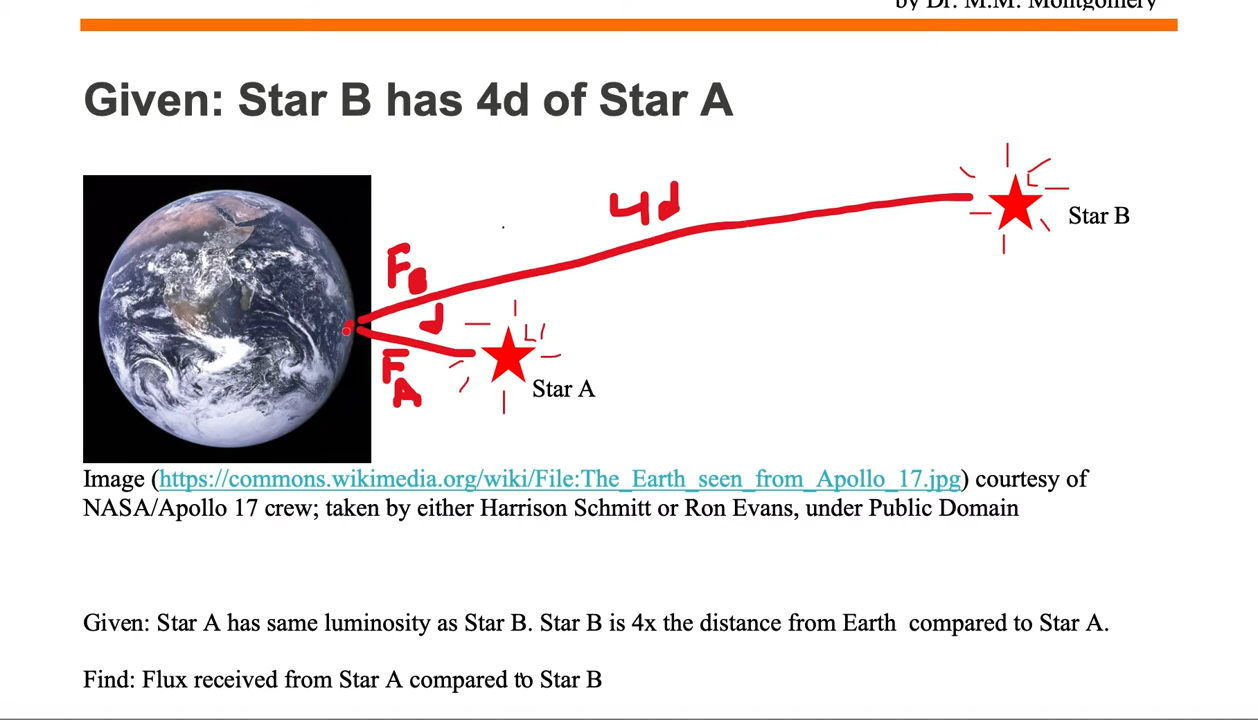 by Dr. M.M. Montgomery
Given: Star B has 4d of Star A
4d
L
Star B
FB
d
L
FA
Star A
Image (https://commons.wikimedia.org/wiki/File:The_Earth_seen_from_Apollo_17.jpg) courtesy of
NASA/Apollo 17 crew; taken by either Harrison Schmitt or Ron Evans, under Public Domain
Given: Star A has same luminosity as Star B. Star B is 4x the distance from Earth compared to Star A.
Find: Flux received from Star A compared to Star B